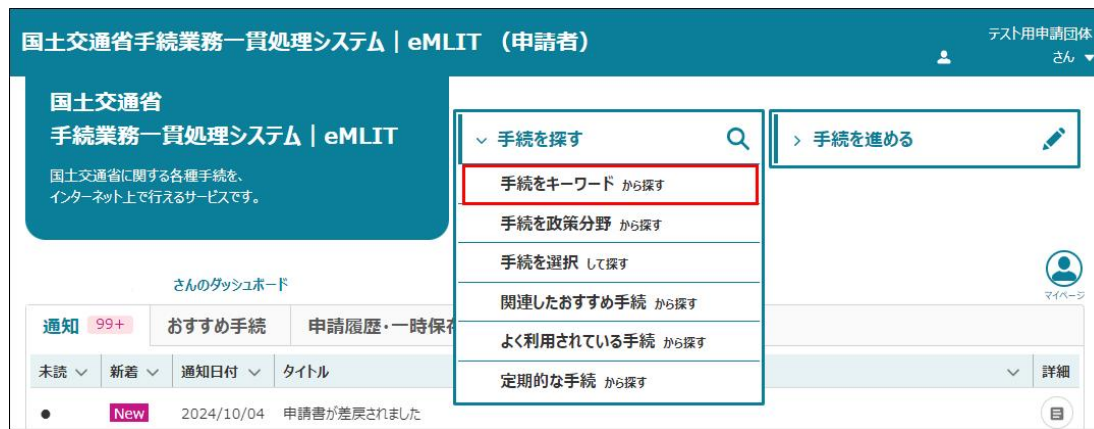 国土交通省手続業務一貫処理システム｜eMLIT （申請者）
テスト用申請団体
さん ▼
国土交通省
手続業務一貫処理システム｜eMLIT
国土交通省に関する各種手続を、
インターネット上で行えるサービスです。
手続を探す
手続を進める
手続をキーワード から探す
手続を政策分野 から探す
手続を選択 して探す
関連したおすすめ手続 から探す
よく利用されている手続 から探す
定期的な手続 から探す
さんのダッシュボード
マイページ
通知 99+ おすすめ手続 申請履歴・一時保存
未読 新着 通知日付 タイトル 詳細
● New 2024/10/04 申請書が差戻されました